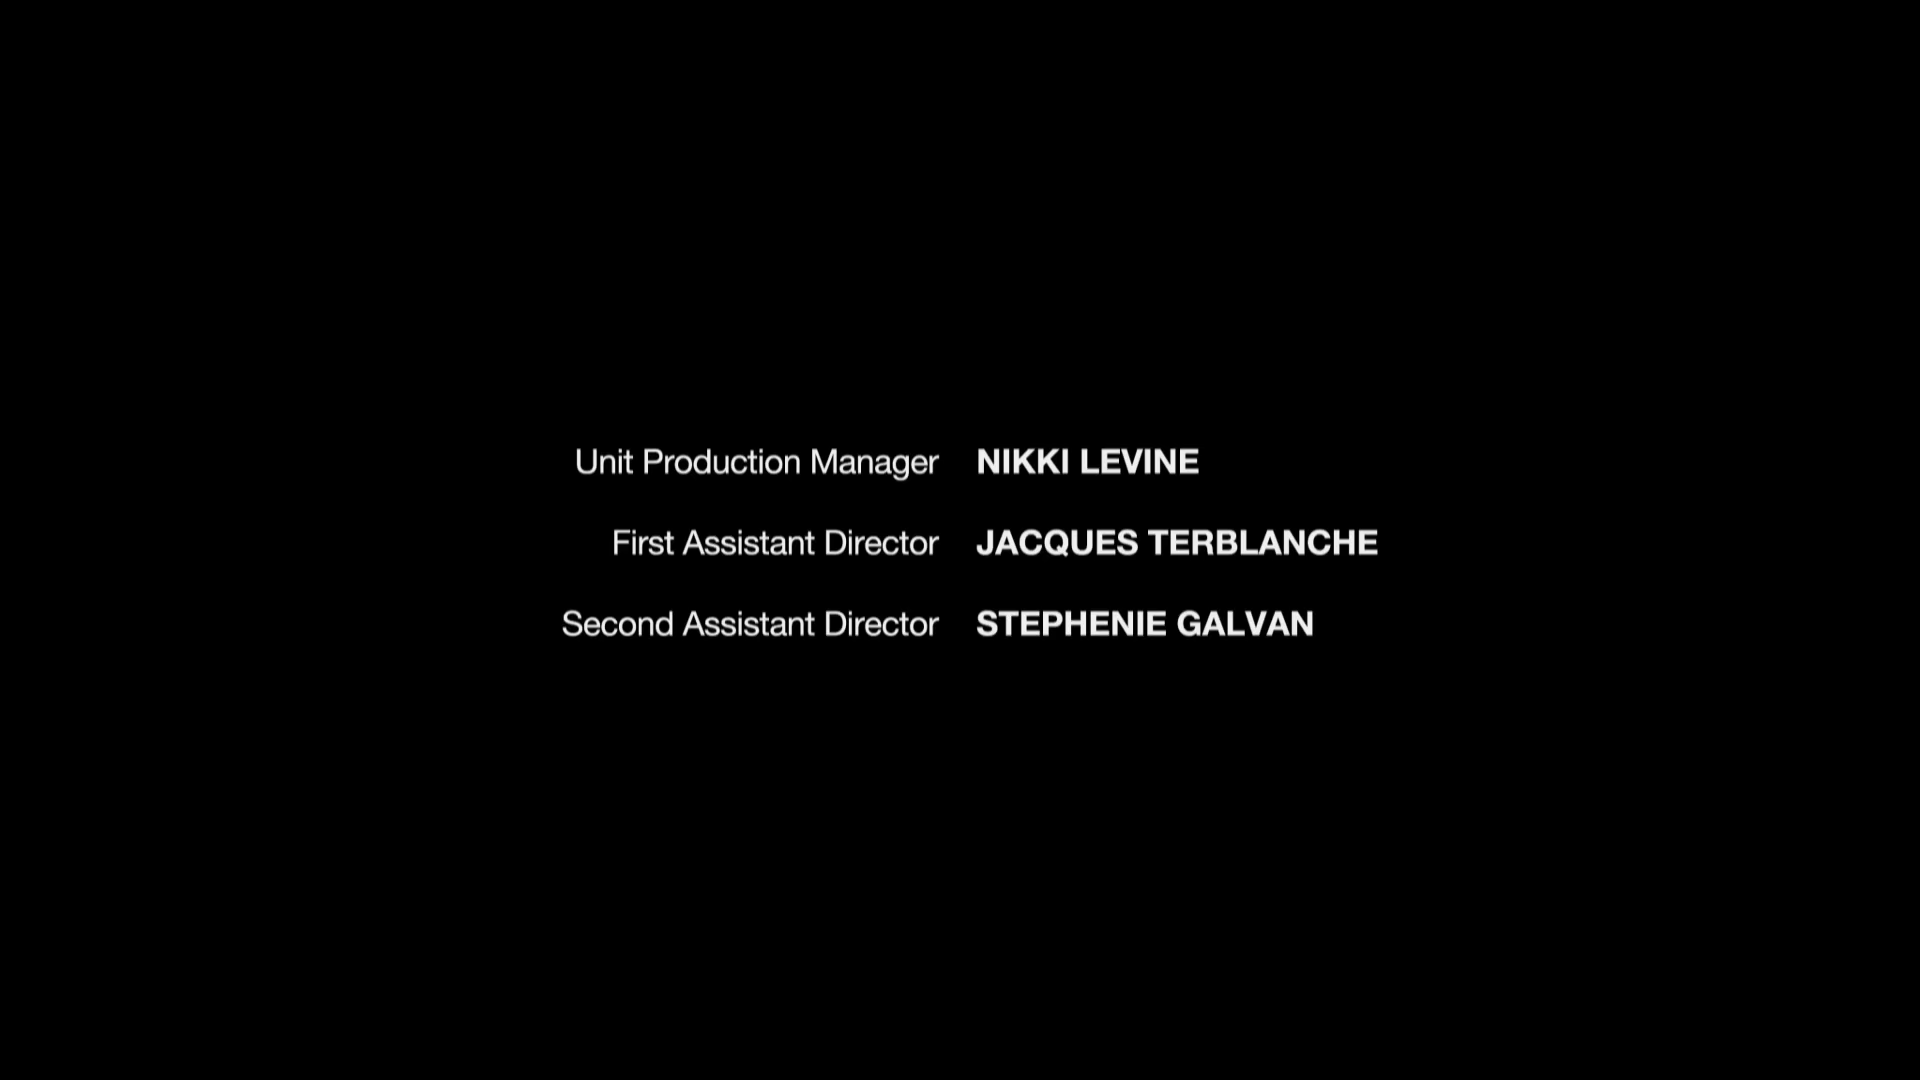 Unit Production Manager NIKKI LEVINE
First Assistant Director JACQUES TERBLANCHE
Second Assistant Director STEPHENIE GALVAN